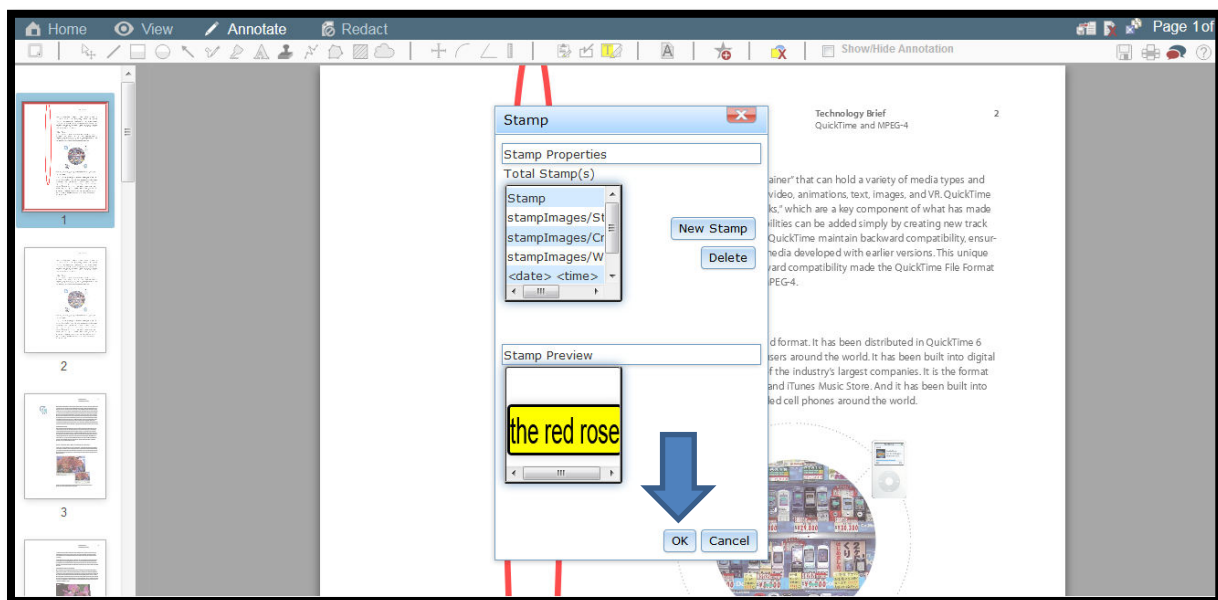 Home View Annotate Redact Page 1of
Show/Hide Annotation
Stamp
Stamp Properties
Total Stamp(s)
Stamp
stampImages/St
stampImages/Cr
stampImages/W
<date> <time>
New Stamp
Delete
Stamp Preview
the red rose
OK Cancel
Technology Brief 2
QuickTime and MPEG-4
ainer" that can hold a variety of media types and
video, animations, text, images, and VR. QuickTime
ks," which are a key component of what has made
ilities can be added simply by creating new track
QuickTime maintain backward compatibility, ensur-
nedia developed with earlier versions. This unique
vard compatibility made the QuickTime File Format
PEG-4.
d format. It has been distributed in QuickTime 6
sers around the world. It has been built into digital
f the industry's largest companies. It is the format
and iTunes Music Store. And it has been built into
led cell phones around the world.
1
2
3